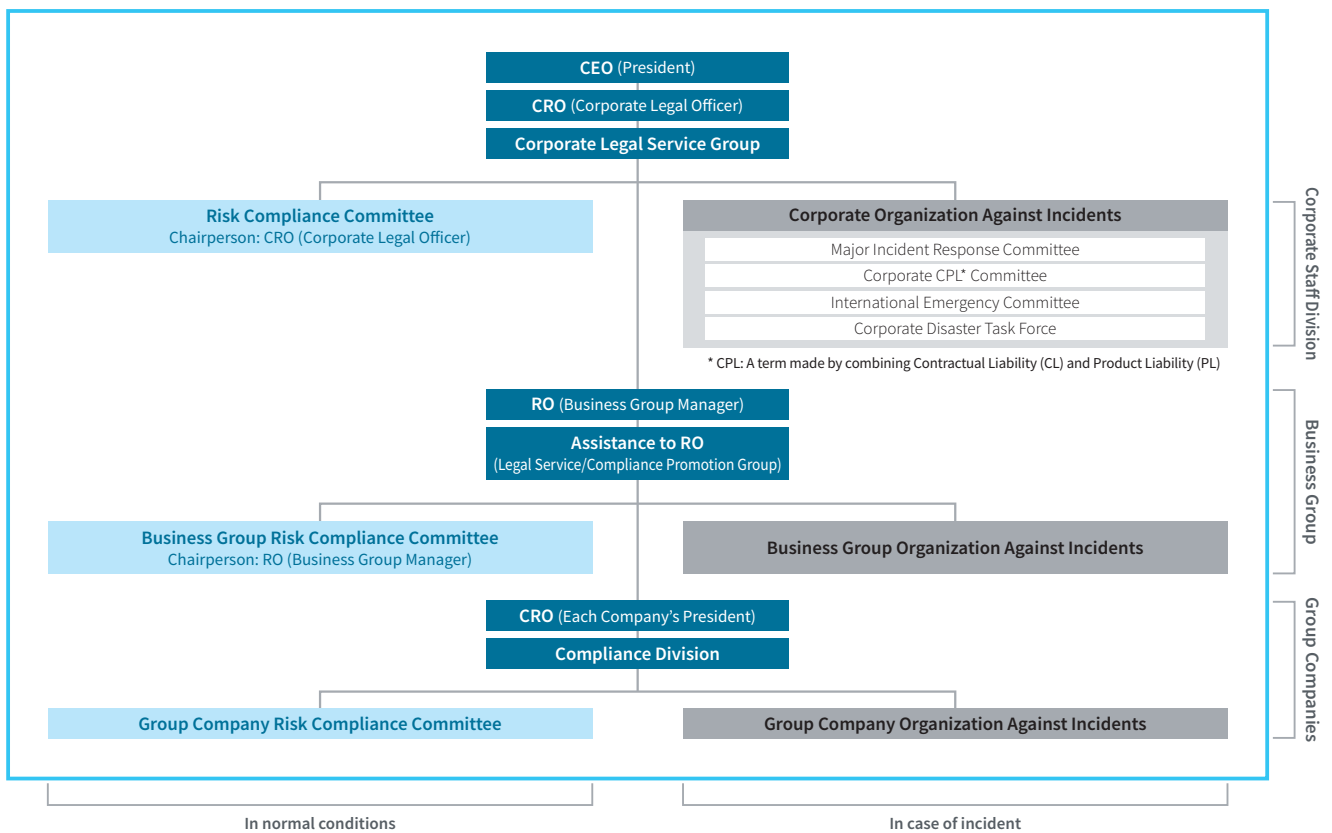 CEO (President)
CRO (Corporate Legal Officer)
Corporate Legal Service Group
Risk Compliance Committee
Chairperson: CRO (Corporate Legal Officer)
Corporate Organization Against Incidents
Major Incident Response Committee
Corporate CPL* Committee
International Emergency Committee
Corporate Disaster Task Force
* CPL: A term made by combining Contractual Liability (CL) and Product Liability (PL)
Corporate Staff Division
RO (Business Group Manager)
Assistance to RO
(Legal Service/Compliance Promotion Group)
Business Group Risk Compliance Committee
Chairperson: RO (Business Group Manager)
Business Group Organization Against Incidents
Business Group
CRO (Each Company’s President)
Compliance Division
Group Company Risk Compliance Committee
Group Company Organization Against Incidents
Group Companies
In normal conditions
In case of incident